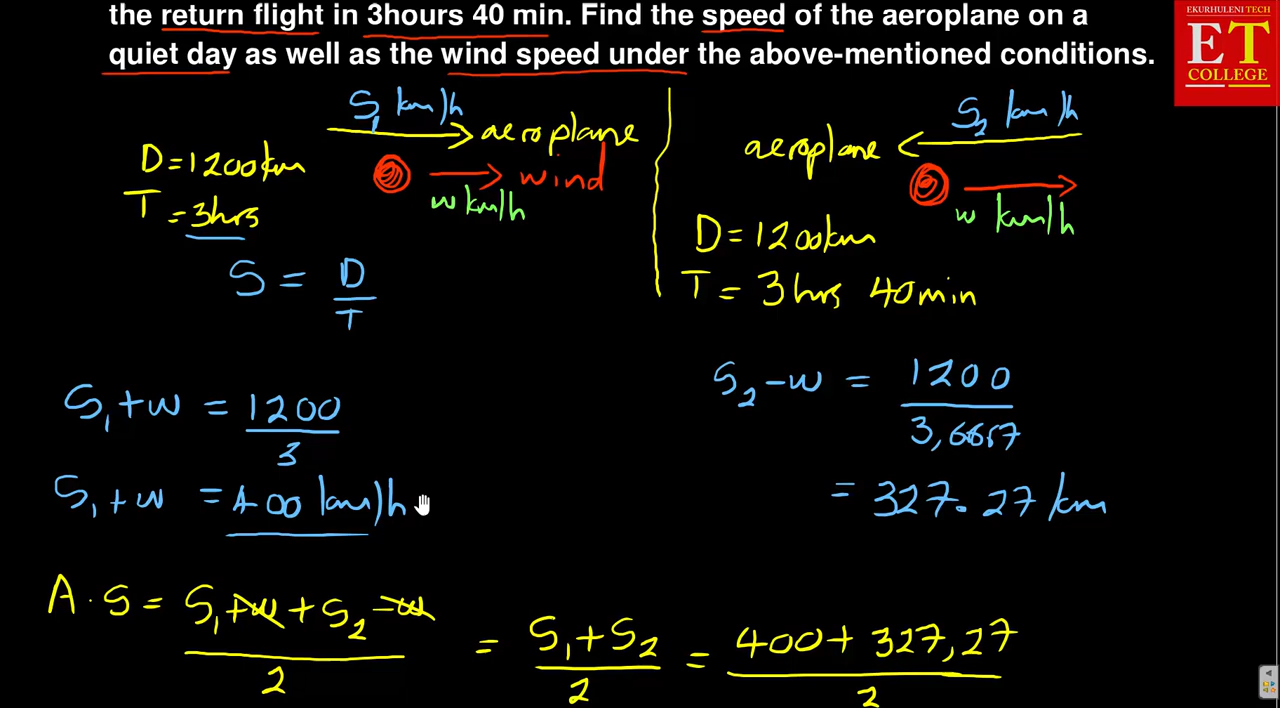 the return flight in 3hours 40 min. Find the speed of the aeroplane on a
quiet day as well as the wind speed under the above-mentioned conditions.
EKURHULENI TECH
ET
COLLEGE
S₁ km/h
aeroplane
D = 1200km
wind
T = 3hrs
w km/h
S = D/T
S₂ km/h
aeroplane
w km/h
D = 1200km
T = 3hrs 40min
S₁ + w = 1200/3
S₁ + w = 400 km/h
S₂ - w = 1200/3,6667
= 327.27 km
A.S = S₁+w + S₂-w/2 = S₁+S₂/2 = 400 + 327,27/2